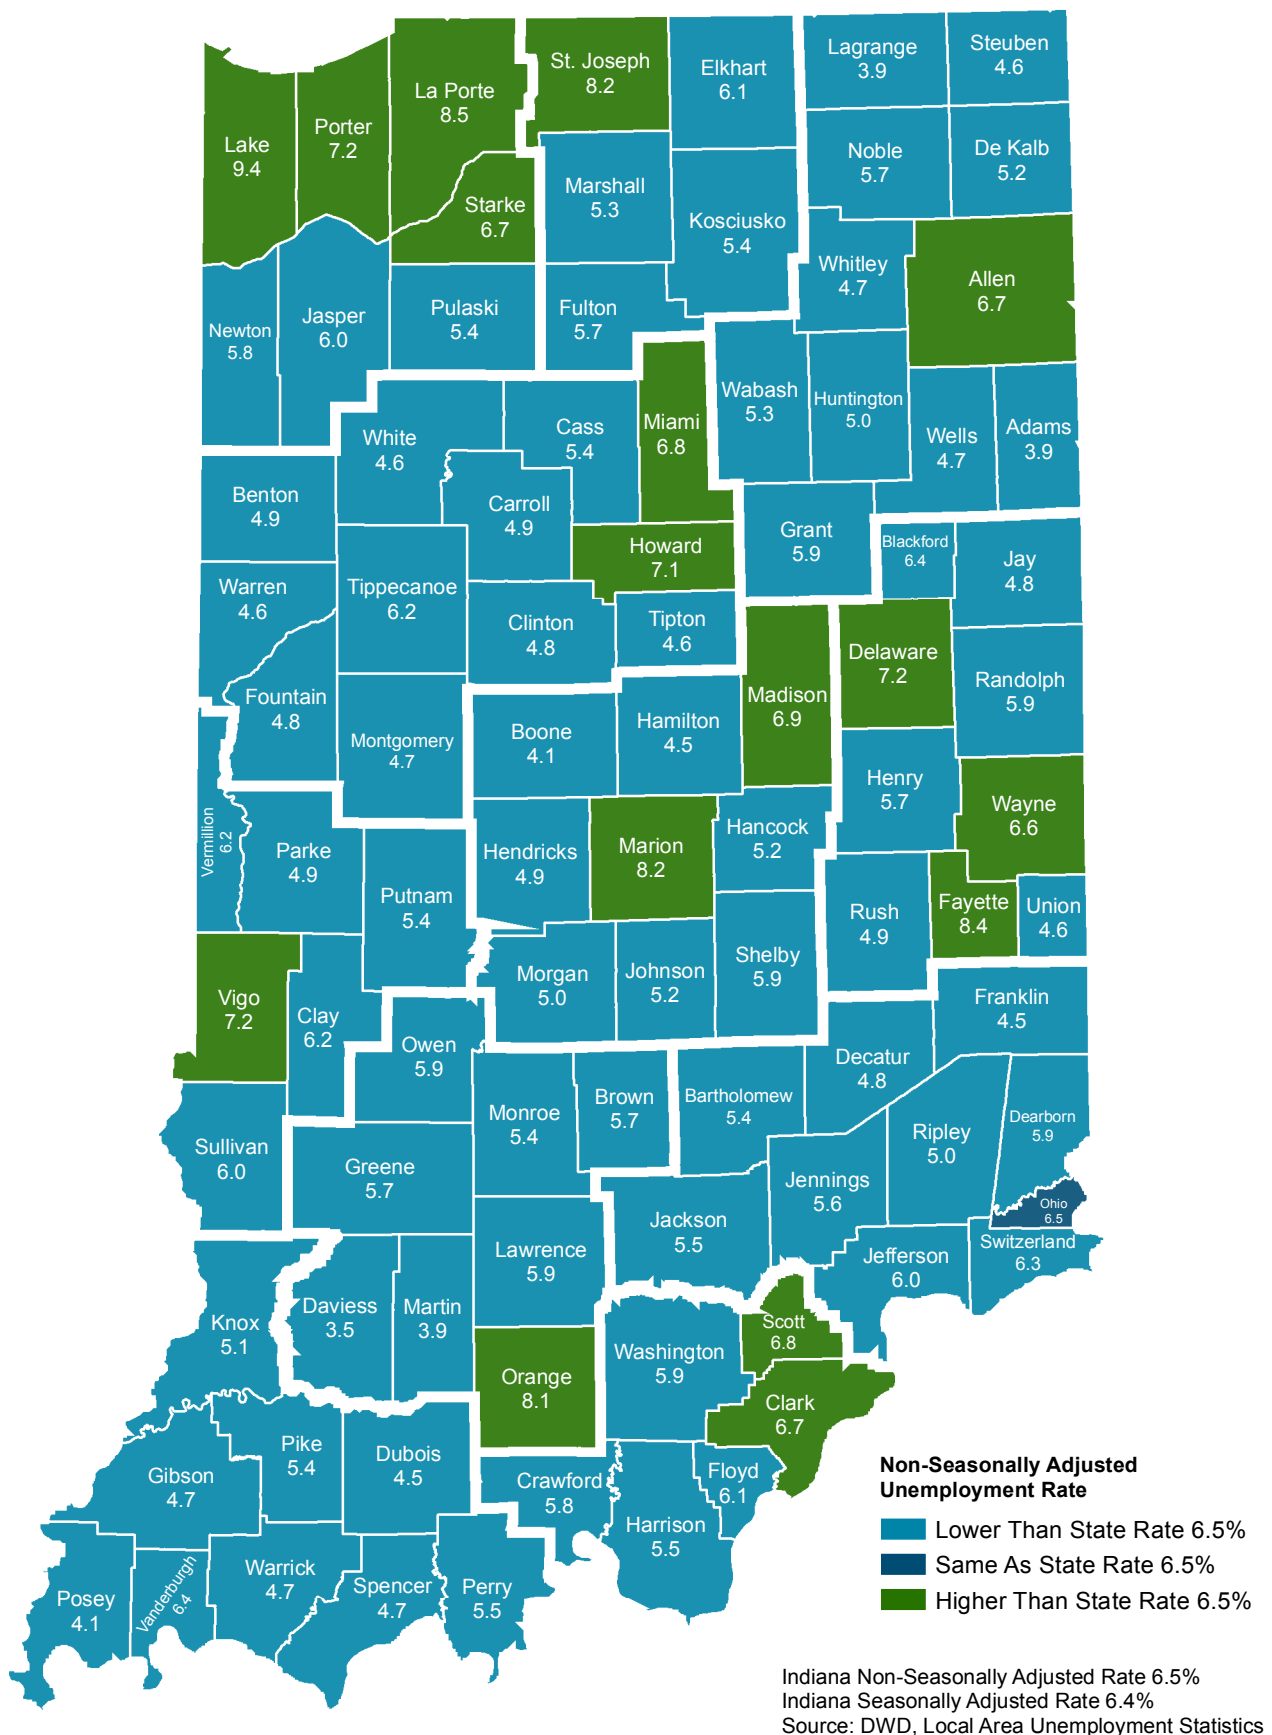 Lagrange
3.9
Steuben
4.6
St. Joseph
8.2
Elkhart
6.1
La Porte
8.5
Porter
7.2
Lake
9.4
Noble
5.7
De Kalb
5.2
Marshall
5.3
Starke
6.7
Kosciusko
5.4
Whitley
4.7
Allen
6.7
Newton
5.8
Jasper
6.0
Pulaski
5.4
Fulton
5.7
Wabash
5.3
Huntington
5.0
Wells
4.7
Adams
3.9
White
4.6
Cass
5.4
Miami
6.8
Benton
4.9
Carroll
4.9
Grant
5.9
Blackford
6.4
Jay
4.8
Howard
7.1
Warren
4.6
Tippecanoe
6.2
Clinton
4.8
Tipton
4.6
Delaware
7.2
Randolph
5.9
Fountain
4.8
Montgomery
4.7
Boone
4.1
Hamilton
4.5
Madison
6.9
Henry
5.7
Wayne
6.6
Vermillion
6.2
Parke
4.9
Putnam
5.4
Hendricks
4.9
Marion
8.2
Hancock
5.2
Rush
4.9
Fayette
8.4
Union
4.6
Vigo
7.2
Clay
6.2
Morgan
5.0
Johnson
5.2
Shelby
5.9
Franklin
4.5
Owen
5.9
Decatur
4.8
Monroe
5.4
Brown
5.7
Bartholomew
5.4
Ripley
5.0
Dearborn
5.9
Sullivan
6.0
Greene
5.7
Jennings
5.6
Ohio
6.5
Jackson
5.5
Switzerland
6.3
Lawrence
5.9
Jefferson
6.0
Knox
5.1
Daviess
3.5
Martin
3.9
Scott
6.8
Washington
5.9
Orange
8.1
Clark
6.7
Gibson
4.7
Pike
5.4
Dubois
4.5
Crawford
5.8
Floyd
6.1
Harrison
5.5
Posey
4.1
Vanderburgh
6.4
Warrick
4.7
Spencer
4.7
Perry
5.5
Non-Seasonally Adjusted
Unemployment Rate
Lower Than State Rate 6.5%
Same As State Rate 6.5%
Higher Than State Rate 6.5%
Indiana Non-Seasonally Adjusted Rate 6.5%
Indiana Seasonally Adjusted Rate 6.4%
Source: DWD, Local Area Unemployment Statistics